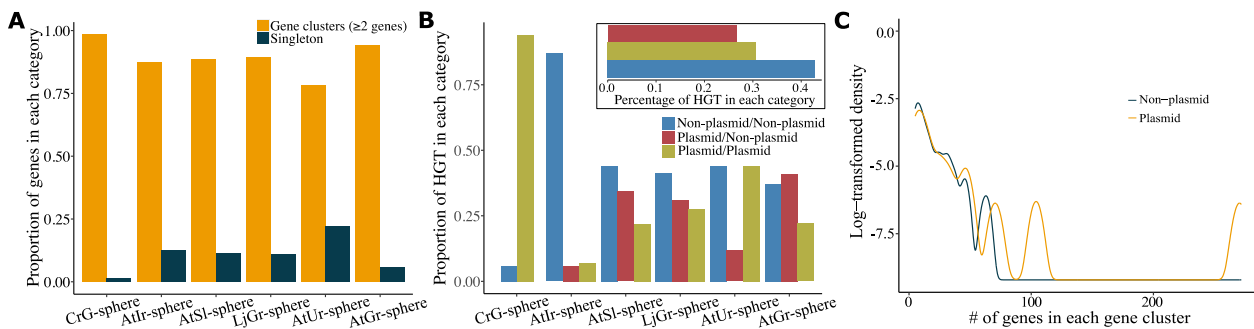 A
Proportion of genes in each category
1.00
0.75
0.50
0.25
0.00
Gene clusters (≥2 genes)
Singleton
CrG-sphere
AtIr-sphere
AtSl-sphere
LjGr-sphere
AtUr-sphere
AtGr-sphere
B
Proportion of HGT in each category
0.75
0.50
0.25
0.00
0.0
0.1
0.2
0.3
0.4
Percentage of HGT in each category
Non-plasmid/Non-plasmid
Plasmid/Non-plasmid
Plasmid/Plasmid
CrG-sphere
AtIr-sphere
AtSl-sphere
LjGr-sphere
AtUr-sphere
AtGr-sphere
C
Log−transformed density
0.0
-2.5
-5.0
-7.5
Non−plasmid
Plasmid
0
100
200
# of genes in each gene cluster